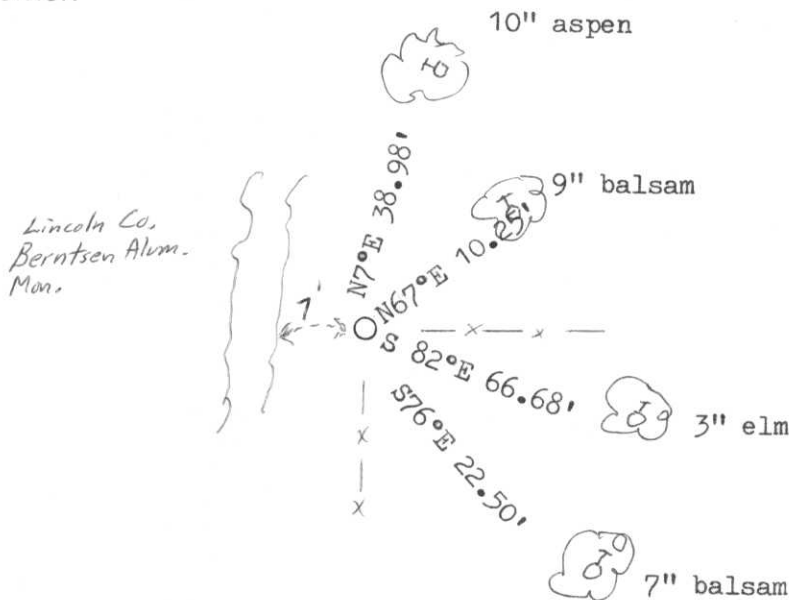 10" aspen
N7°E 38.98'
9" balsam
N67°E 10.25'
Lincoln Co.
Berntsen Alum.
Mon.
1'
S 82°E 66.68'
3" elm
S76°E 22.50'
7" balsam